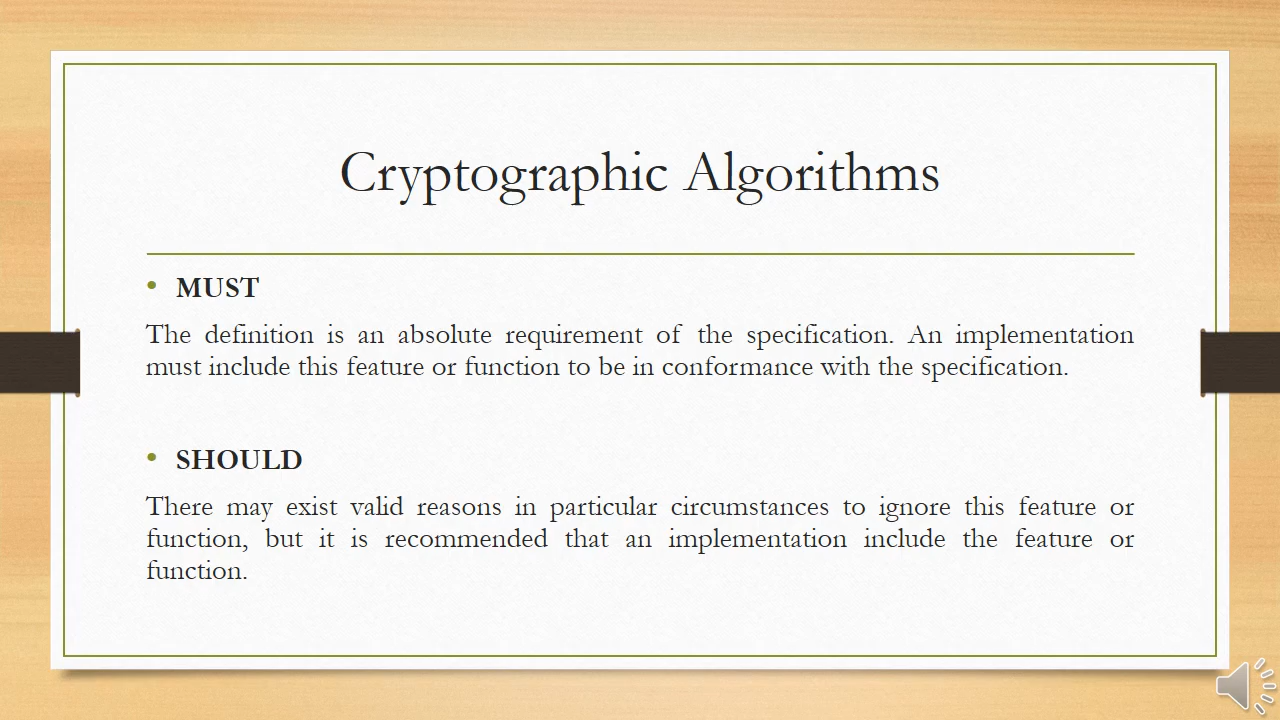 Cryptographic Algorithms
• MUST
The definition is an absolute requirement of the specification. An implementation
must include this feature or function to be in conformance with the specification.
• SHOULD
There may exist valid reasons in particular circumstances to ignore this feature or
function, but it is recommended that an implementation include the feature or
function.